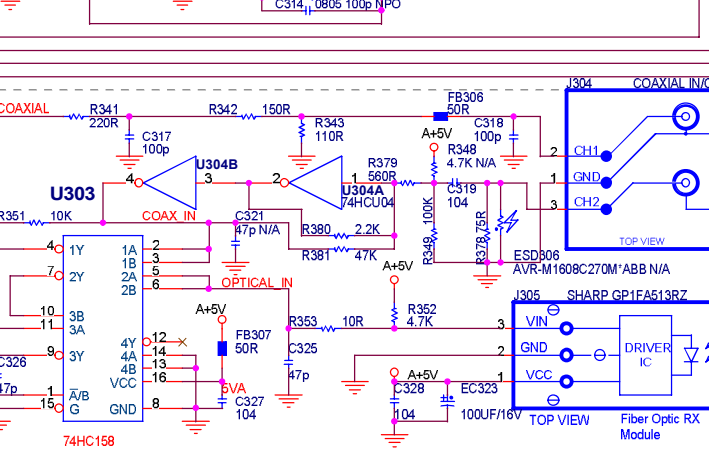 C314 0805 100p NPO
J304 COAXIAL IN/O
COAXIAL
R341
220R
R342 150R
FB306
50R
C317
100p
R343
110R
A+5V
C318
100p
R348
4.7K N/A
U304B
4 3
2 1
U304A
74HCU04
R379
560R
C319
104
2 CH1
1 GND
3 CH2
TOP VIEW
U303
R351 10K
COAX_IN
C321
47p N/A
R380 2.2K
R381 47K
R349 100K
R378 75R
ESD306
AVR-M1608C270M*ABB N/A
4 1Y 1A 2
1B 3
7 2Y 2A 5
2B 6
OPTICAL_IN
10 3B
11 3A
9 3Y
4Y 12
4A 14
4B 13
VCC 16
1 A/B
15 G GND 8
74HC158
C326
47p
A+5V
FB307
50R
5VA
C327
104
R353 10R
C325
47p
A+5V
R352
4.7K
J305 SHARP GP1FA513RZ
3 VIN
2 GND
1 VCC
DRIVER
IC
A+5V
C328
104
EC323
100UF/16V
TOP VIEW
Fiber Optic RX
Module